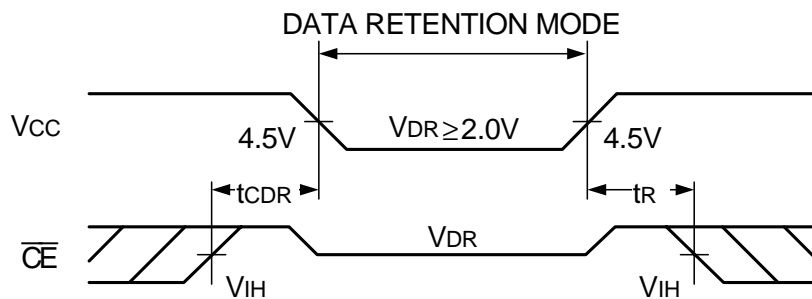 DATA RETENTION MODE
VCC
4.5V
VDR ≥ 2.0V
4.5V
tCDR
tR
CE
VDR
VIH
VIH